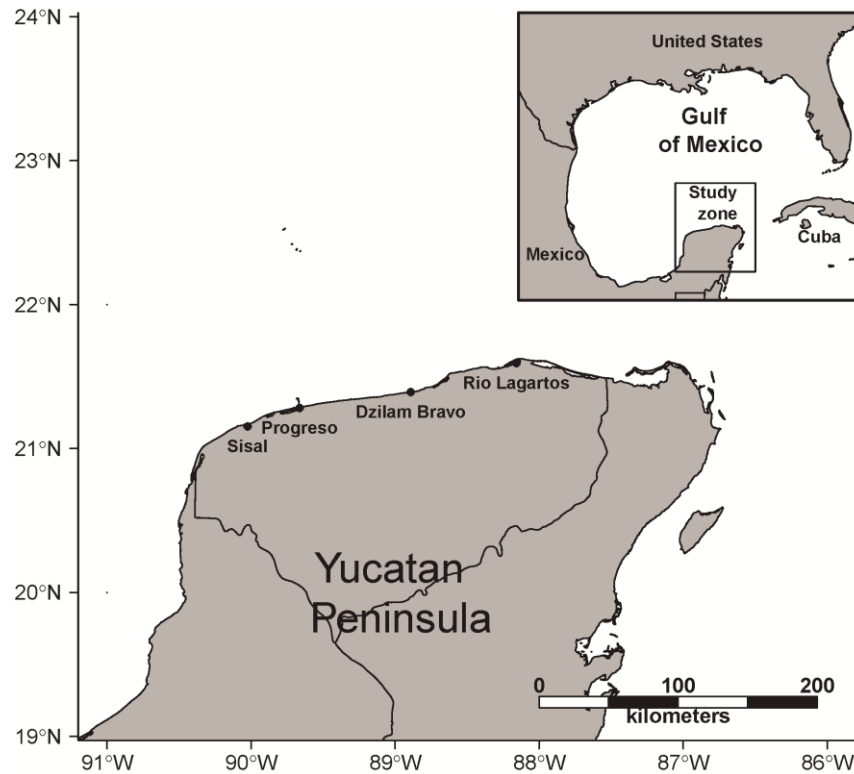 24°N
23°N
22°N
21°N
20°N
19°N
91°W
90°W
89°W
88°W
87°W
86°W
United States
Gulf
of Mexico
Study
zone
Cuba
Mexico
Rio Lagartos
Dzilam Bravo
Progreso
Sisal
Yucatan
Peninsula
0 100 200
kilometers